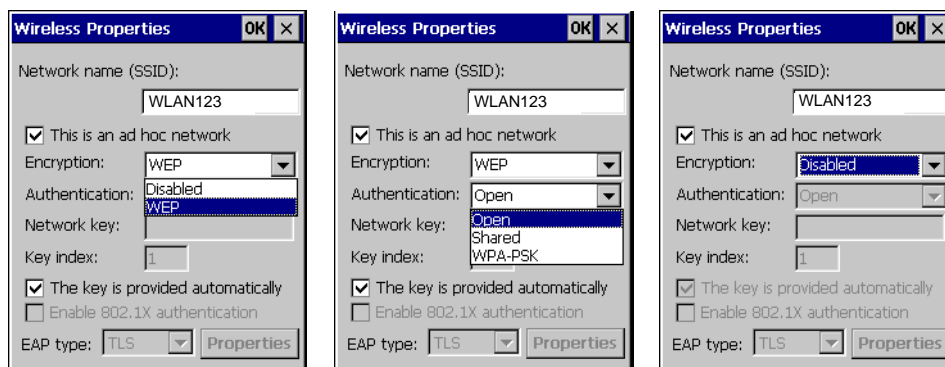 Wireless Properties OK ×
Network name (SSID):
WLAN123
This is an ad hoc network
Encryption: WEP
Disabled
WEP
Authentication:
Network key:
Key index: 1
The key is provided automatically
Enable 802.1X authentication
EAP type: TLS Properties
Wireless Properties OK ×
Network name (SSID):
WLAN123
This is an ad hoc network
Encryption: WEP
Authentication: Open
Open
Shared
WPA-PSK
Network key:
Key index:
The key is provided automatically
Enable 802.1X authentication
EAP type: TLS Properties
Wireless Properties OK ×
Network name (SSID):
WLAN123
This is an ad hoc network
Encryption: Disabled
Authentication: Open
Network key:
Key index: 1
The key is provided automatically
Enable 802.1X authentication
EAP type: TLS Properties